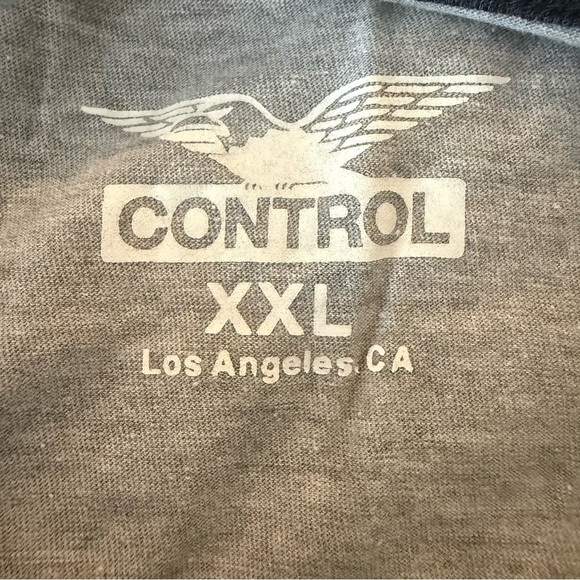 CONTROL
XXL
Los Angeles, CA